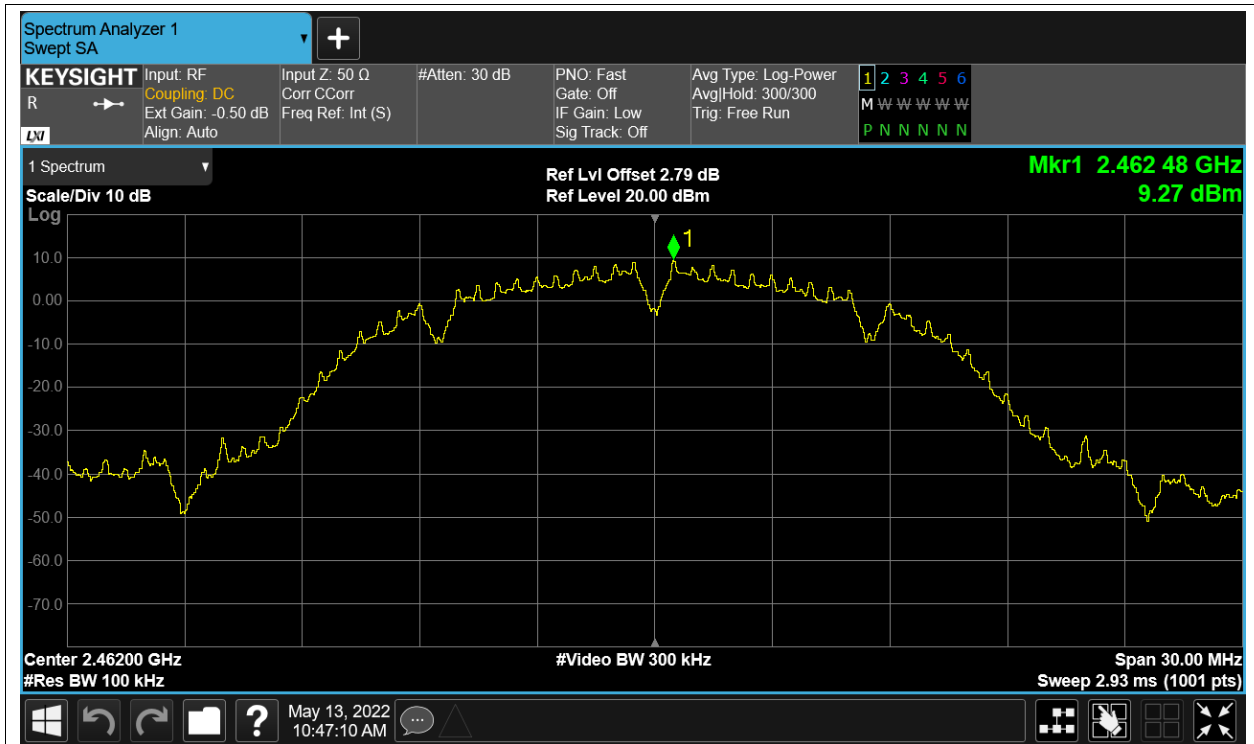 Spectrum Analyzer 1
Swept SA
+
KEYSIGHT
R
LXI
Input: RF
Coupling: DC
Ext Gain: -0.50 dB
Align: Auto
Input Z: 50 Ω
Corr CCorr
Freq Ref: Int (S)
#Atten: 30 dB
PNO: Fast
Gate: Off
IF Gain: Low
Sig Track: Off
Avg Type: Log-Power
Avg|Hold: 300/300
Trig: Free Run
1 2 3 4 5 6
M W W W W W
P N N N N N
1 Spectrum
Scale/Div 10 dB
Ref Lvl Offset 2.79 dB
Ref Level 20.00 dBm
Mkr1 2.462 48 GHz
9.27 dBm
Log
1
10.0
0.00
-10.0
-20.0
-30.0
-40.0
-50.0
-60.0
-70.0
Center 2.46200 GHz
#Res BW 100 kHz
#Video BW 300 kHz
Span 30.00 MHz
Sweep 2.93 ms (1001 pts)
?
May 13, 2022
10:47:10 AM